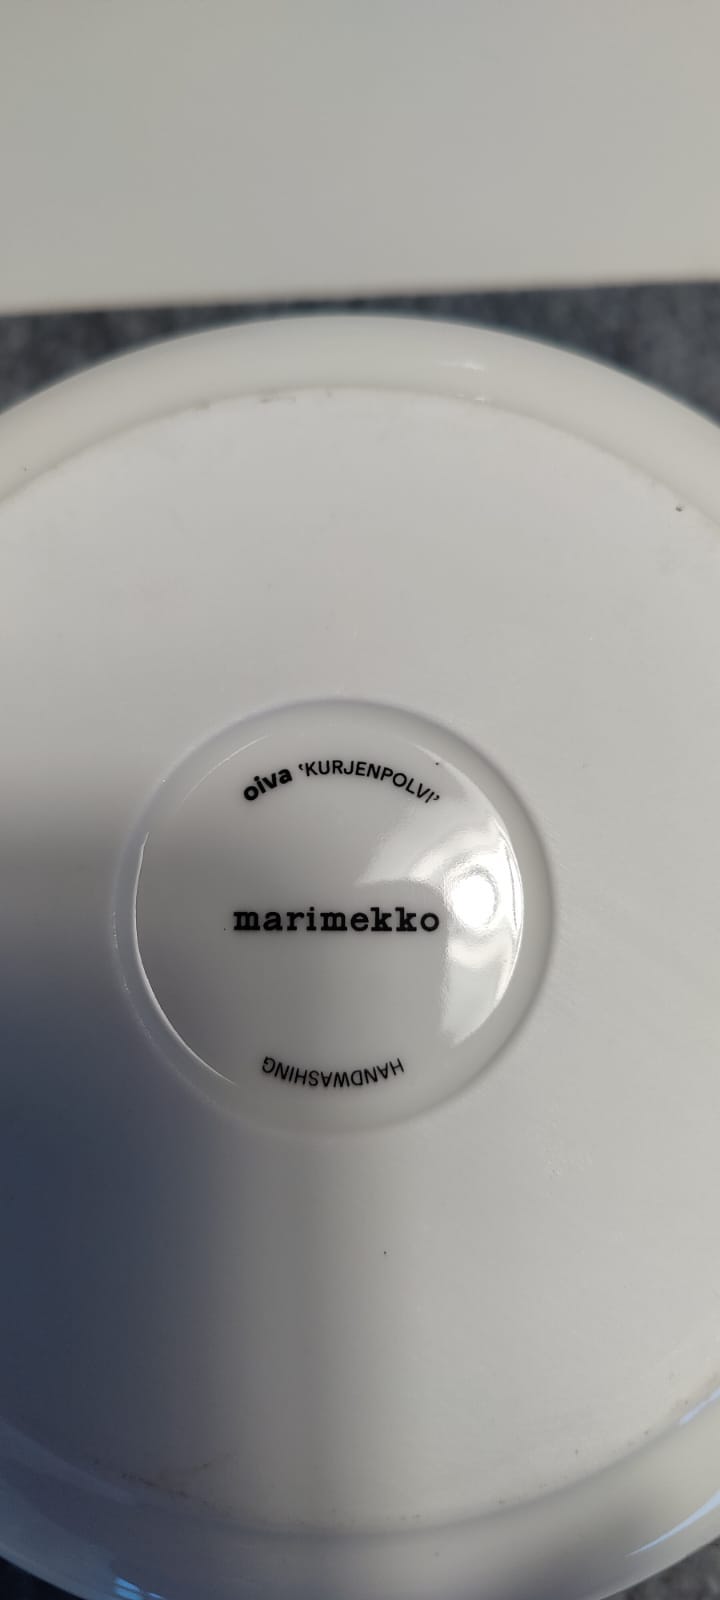 oiva ‘KURJENPOLVI’
marimekko
HANDWASHING